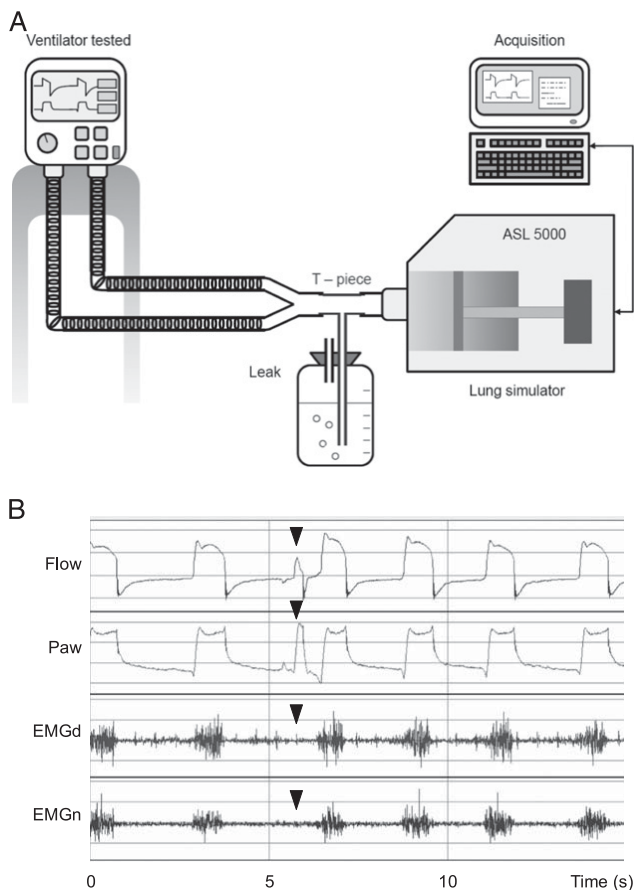 A
Ventilator tested
Acquisition
ASL 5000
T – piece
Leak
Lung simulator
B
Flow
Paw
EMGd
EMGn
0 5 10 Time (s)